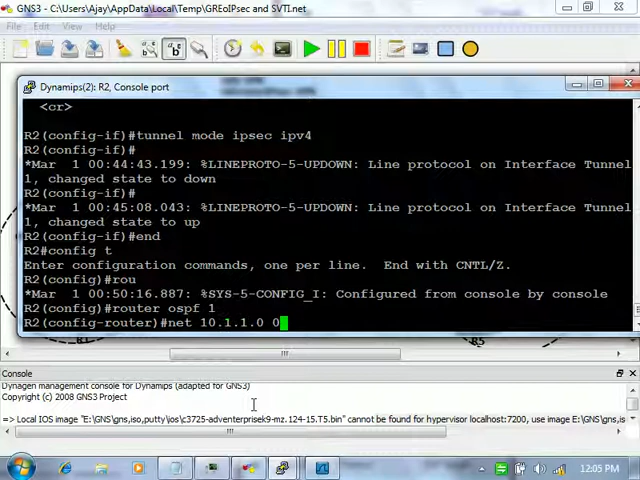 GNS3 - C:\Users\Ajay\AppData\Local\Temp\GREoIPsec and SVTI.net
File Edit View
Dynamips(2): R2, Console port
<cr>
R2(config-if)#tunnel mode ipsec ipv4
R2(config-if)#
*Mar  1 00:44:43.199: %LINEPROTO-5-UPDOWN: Line protocol on Interface Tunnel
1, changed state to down
R2(config-if)#
*Mar  1 00:45:08.043: %LINEPROTO-5-UPDOWN: Line protocol on Interface Tunnel
1, changed state to up
R2(config-if)#end
R2#config t
Enter configuration commands, one per line.  End with CNTL/Z.
R2(config)#rou
*Mar  1 00:50:16.887: %SYS-5-CONFIG_I: Configured from console by console
R2(config)#router ospf 1
R2(config-router)#net 10.1.1.0 0
R5
Console
Dynagen management console for Dynamips (adapted for GNS3)
Copyright (c) 2008 GNS3 Project
=> Local IOS image "E:\GNS\gns,iso,putty\ios\c3725-adventerprisek9-mz.124-15.T5.bin" cannot be found for hypervisor localhost:7200, use image E:\GNS\gns,is
12:05 PM